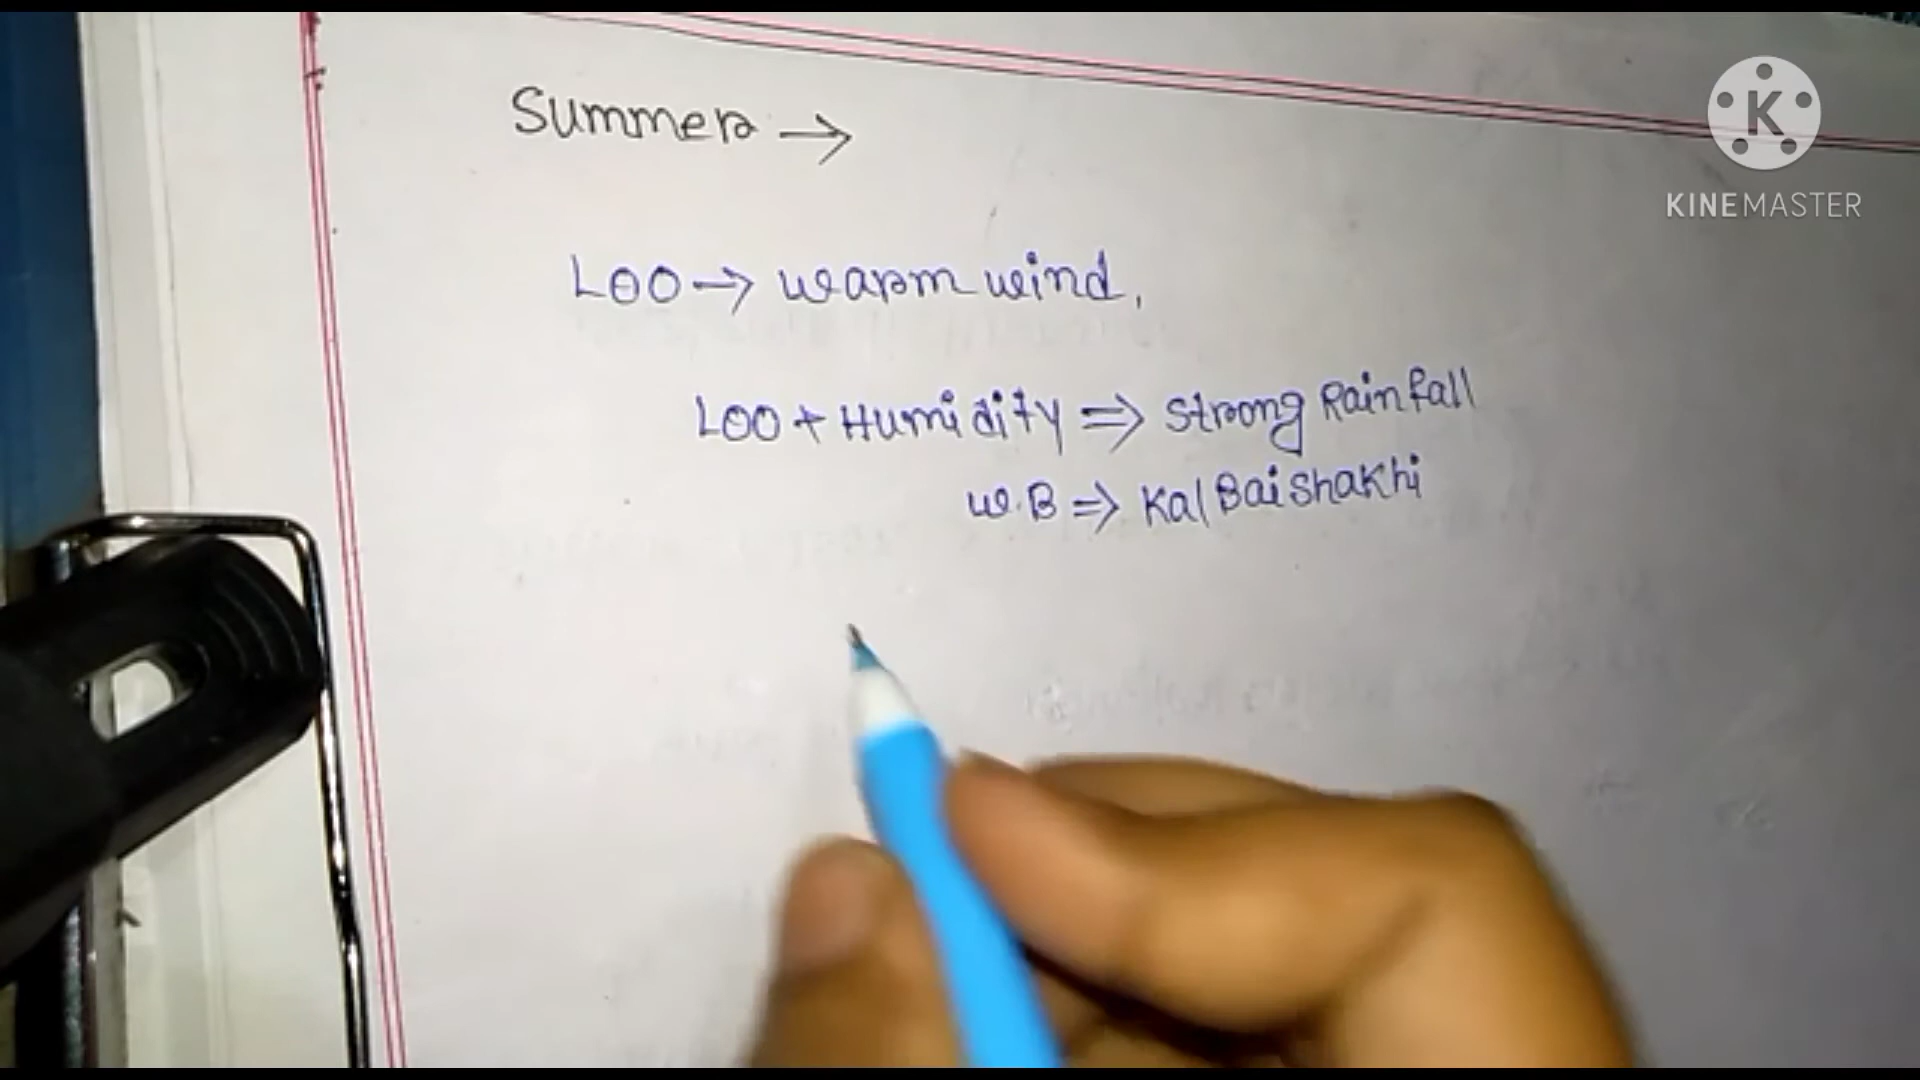 Summer →
K
KINEMASTER
LOO → warm wind,
LOO + Humidity ⇒ Strong Rainfall
W.B ⇒ Kal Baishakhi